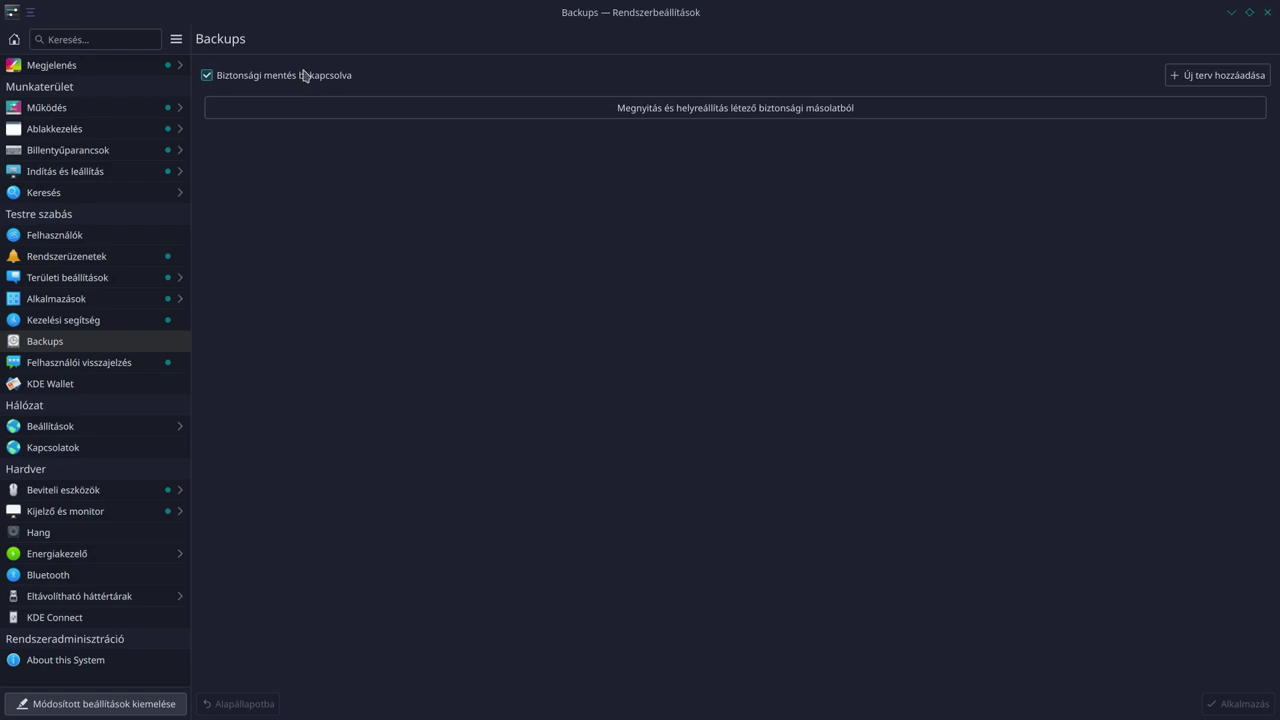 Backups — Rendszerbeállítások
Keresés...
Backups
Megjelenés
Munkaterület
Működés
Ablakkezelés
Billentyűparancsok
Indítás és leállítás
Keresés
Testre szabás
Felhasználók
Rendszerüzenetek
Területi beállítások
Alkalmazások
Kezelési segítség
Backups
Felhasználói visszajelzés
KDE Wallet
Hálózat
Beállítások
Kapcsolatok
Hardver
Beviteli eszközök
Kijelző és monitor
Hang
Energiakezelő
Bluetooth
Eltávolítható háttértárak
KDE Connect
Rendszeradminisztráció
About this System
Módosított beállítások kiemelése
Biztonsági mentés bekapcsolva
Új terv hozzáadása
Megnyitás és helyreállítás létező biztonsági másolatból
Alapállapotba
Alkalmazás